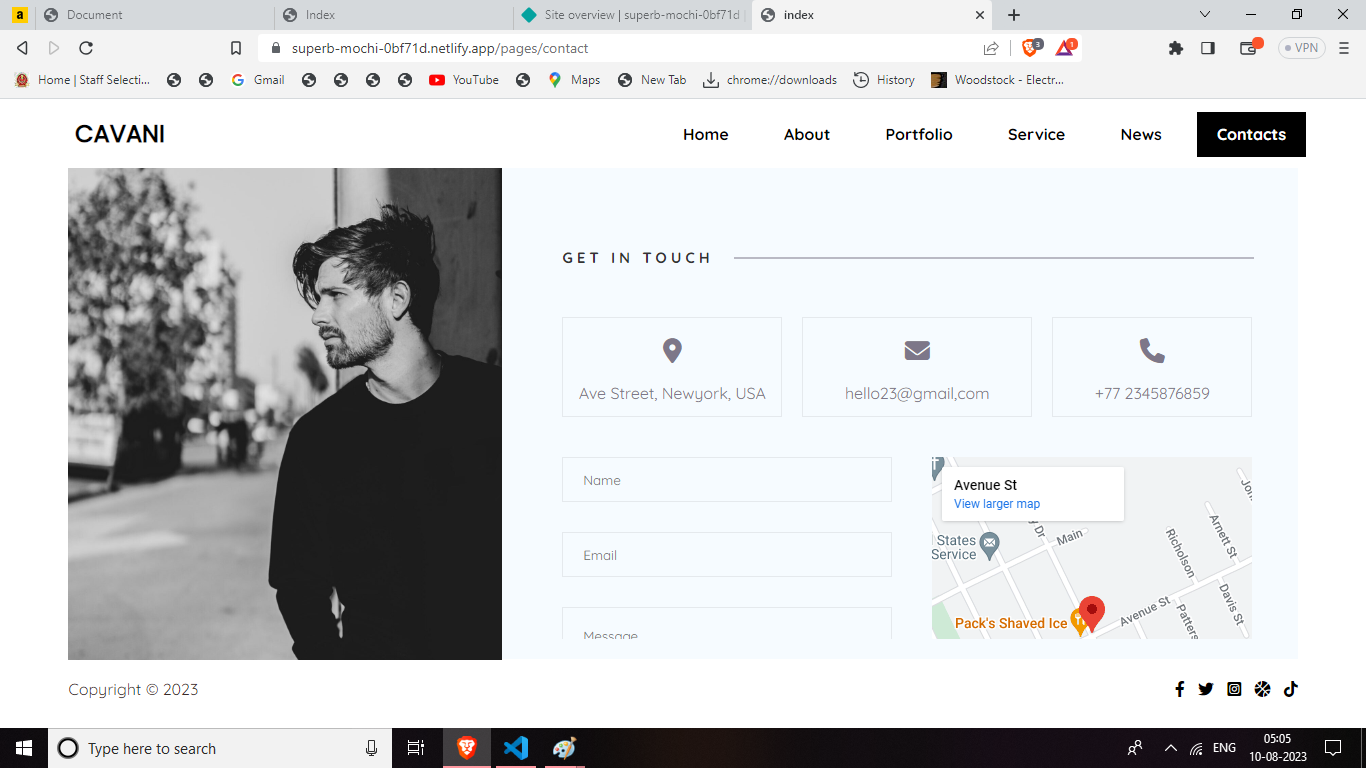 a Document Index Site overview | superb-mochi-0bf71d index
superb-mochi-0bf71d.netlify.app/pages/contact 3 1 VPN
Home | Staff Selecti... Gmail YouTube Maps New Tab chrome://downloads History Woodstock - Electr...
CAVANI Home About Portfolio Service News Contacts
GET IN TOUCH
Ave Street, Newyork, USA hello23@gmail,com +77 2345876859
Name
Email
Message
Avenue St
View larger map
States
Service
Dr
Main
Richolson
Arnett St
Davis St
Avenue St
Patters
Pack's Shaved Ice
Copyright © 2023
Type here to search ENG 05:05
10-08-2023